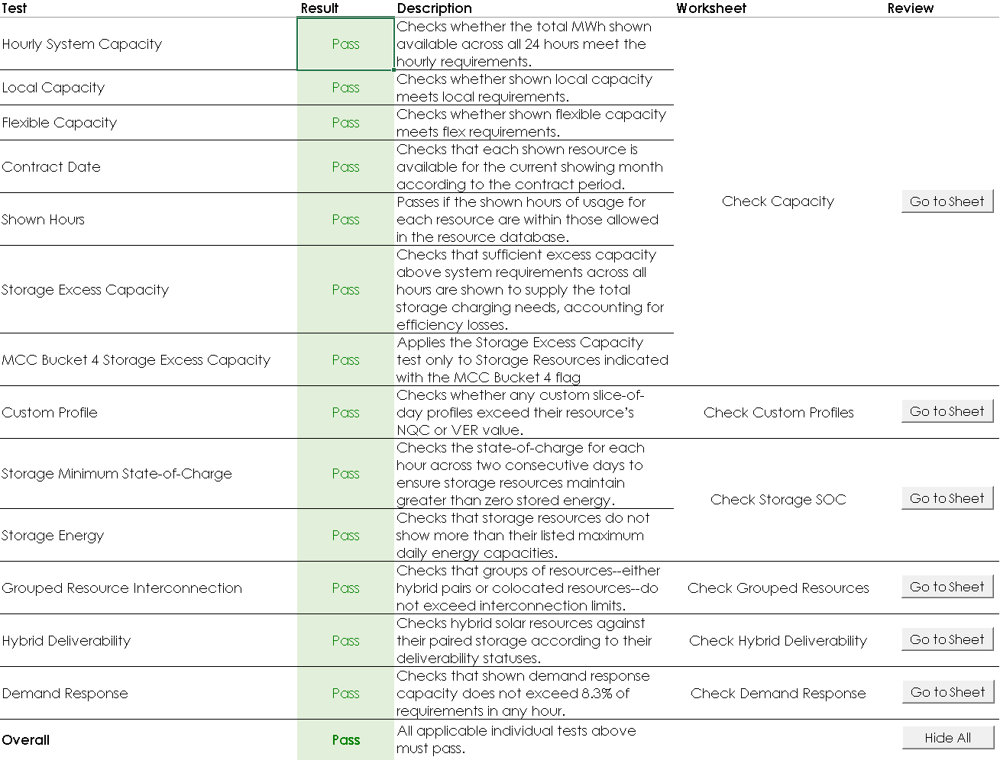 Test Result Description Worksheet Review
Hourly System Capacity Pass Checks whether the total MWh shown
available across all 24 hours meet the
hourly requirements.
Local Capacity Pass Checks whether shown local capacity
meets local requirements.
Flexible Capacity Pass Checks whether shown flexible capacity
meets flex requirements.
Contract Date Pass Checks that each shown resource is
available for the current showing month
according to the contract period.
Check Capacity Go to Sheet
Shown Hours Pass Passes if the shown hours of usage for
each resource are within those allowed
in the resource database.
Storage Excess Capacity Pass Checks that sufficient excess capacity
above system requirements across all
hours are shown to supply the total
storage charging needs, accounting for
efficiency losses.
MCC Bucket 4 Storage Excess Capacity Pass Applies the Storage Excess Capacity
test only to Storage Resources indicated
with the MCC Bucket 4 flag
Custom Profile Pass Checks whether any custom slice-of-
day profiles exceed their resource’s
NQC or VER value.
Check Custom Profiles Go to Sheet
Storage Minimum State-of-Charge Pass Checks the state-of-charge for each
hour across two consecutive days to
ensure storage resources maintain
greater than zero stored energy.
Check Storage SOC Go to Sheet
Storage Energy Pass Checks that storage resources do not
show more than their listed maximum
daily energy capacities.
Grouped Resource Interconnection Pass Checks that groups of resources--either
hybrid pairs or colocated resources--do
not exceed interconnection limits.
Check Grouped Resources Go to Sheet
Hybrid Deliverability Pass Checks hybrid solar resources against
their paired storage according to their
deliverability statuses.
Check Hybrid Deliverability Go to Sheet
Demand Response Pass Checks that shown demand response
capacity does not exceed 8.3% of
requirements in any hour.
Check Demand Response Go to Sheet
Overall Pass All applicable individual tests above
must pass.
Hide All